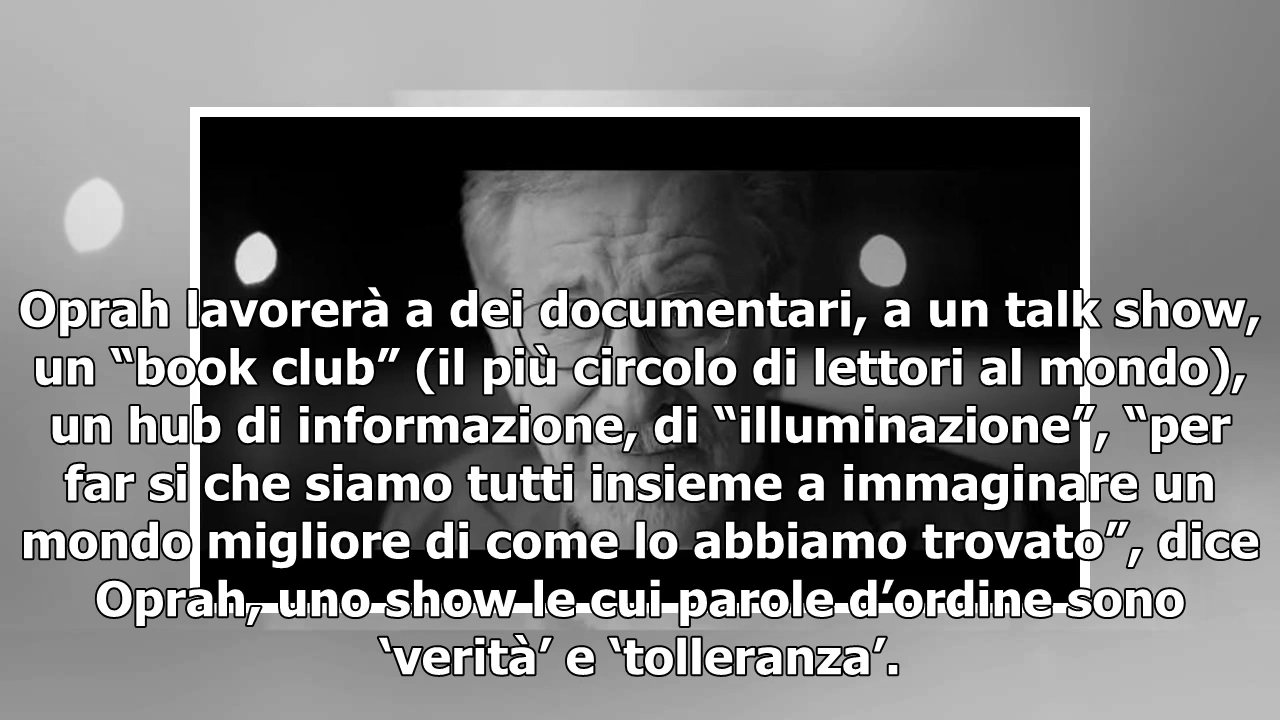 Oprah lavorerà a dei documentari, a un talk show,
un “book club” (il più circolo di lettori al mondo),
un hub di informazione, di “illuminazione”, “per
far si che siamo tutti insieme a immaginare un
mondo migliore di come lo abbiamo trovato”, dice
Oprah, uno show le cui parole d’ordine sono
‘verità’ e ‘tolleranza’.